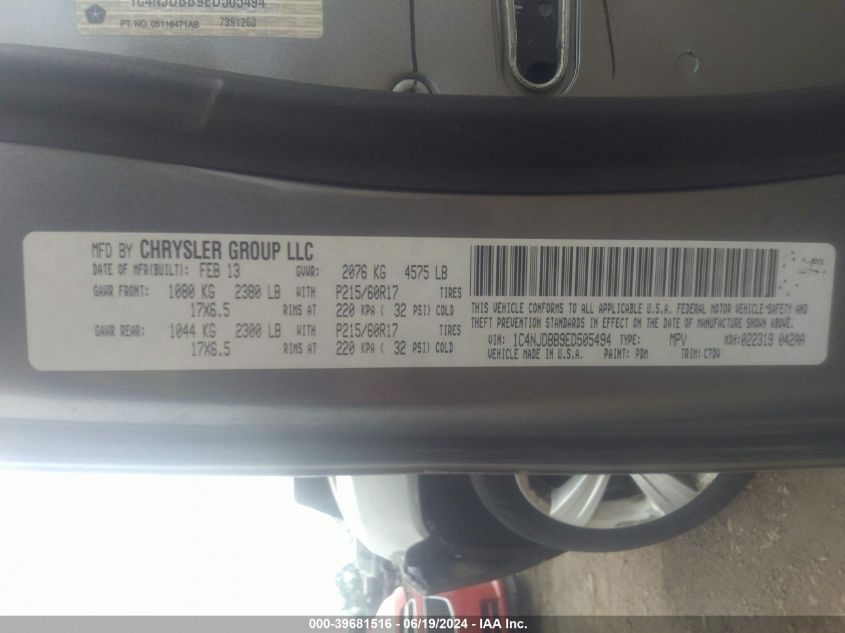 1C4NJDBB9ED505494
PT. NO. 05116471AB 7391260
MFD BY CHRYSLER GROUP LLC
DATE OF MFR(BUILT): FEB 13 GVWR: 2076 KG 4575 LB
GAWR FRONT: 1080 KG 2380 LB WITH P215/60R17 TIRES
17X6.5 RIMS AT 220 KPA ( 32 PSI) COLD
GAWR REAR: 1044 KG 2300 LB WITH P215/60R17 TIRES
17X6.5 RIMS AT 220 KPA ( 32 PSI) COLD
THIS VEHICLE CONFORMS TO ALL APPLICABLE U.S.A. FEDERAL MOTOR VEHICLE SAFETY AND
THEFT PREVENTION STANDARDS IN EFFECT ON THE DATE OF MANUFACTURE SHOWN ABOVE.
VIN: 1C4NJDBB9ED505494 TYPE: MPV MDH:022319 042AA
VEHICLE MADE IN U.S.A. PAINT: PDM TRIM: C7DV
000-39681516 - 06/19/2024 - IAA Inc.